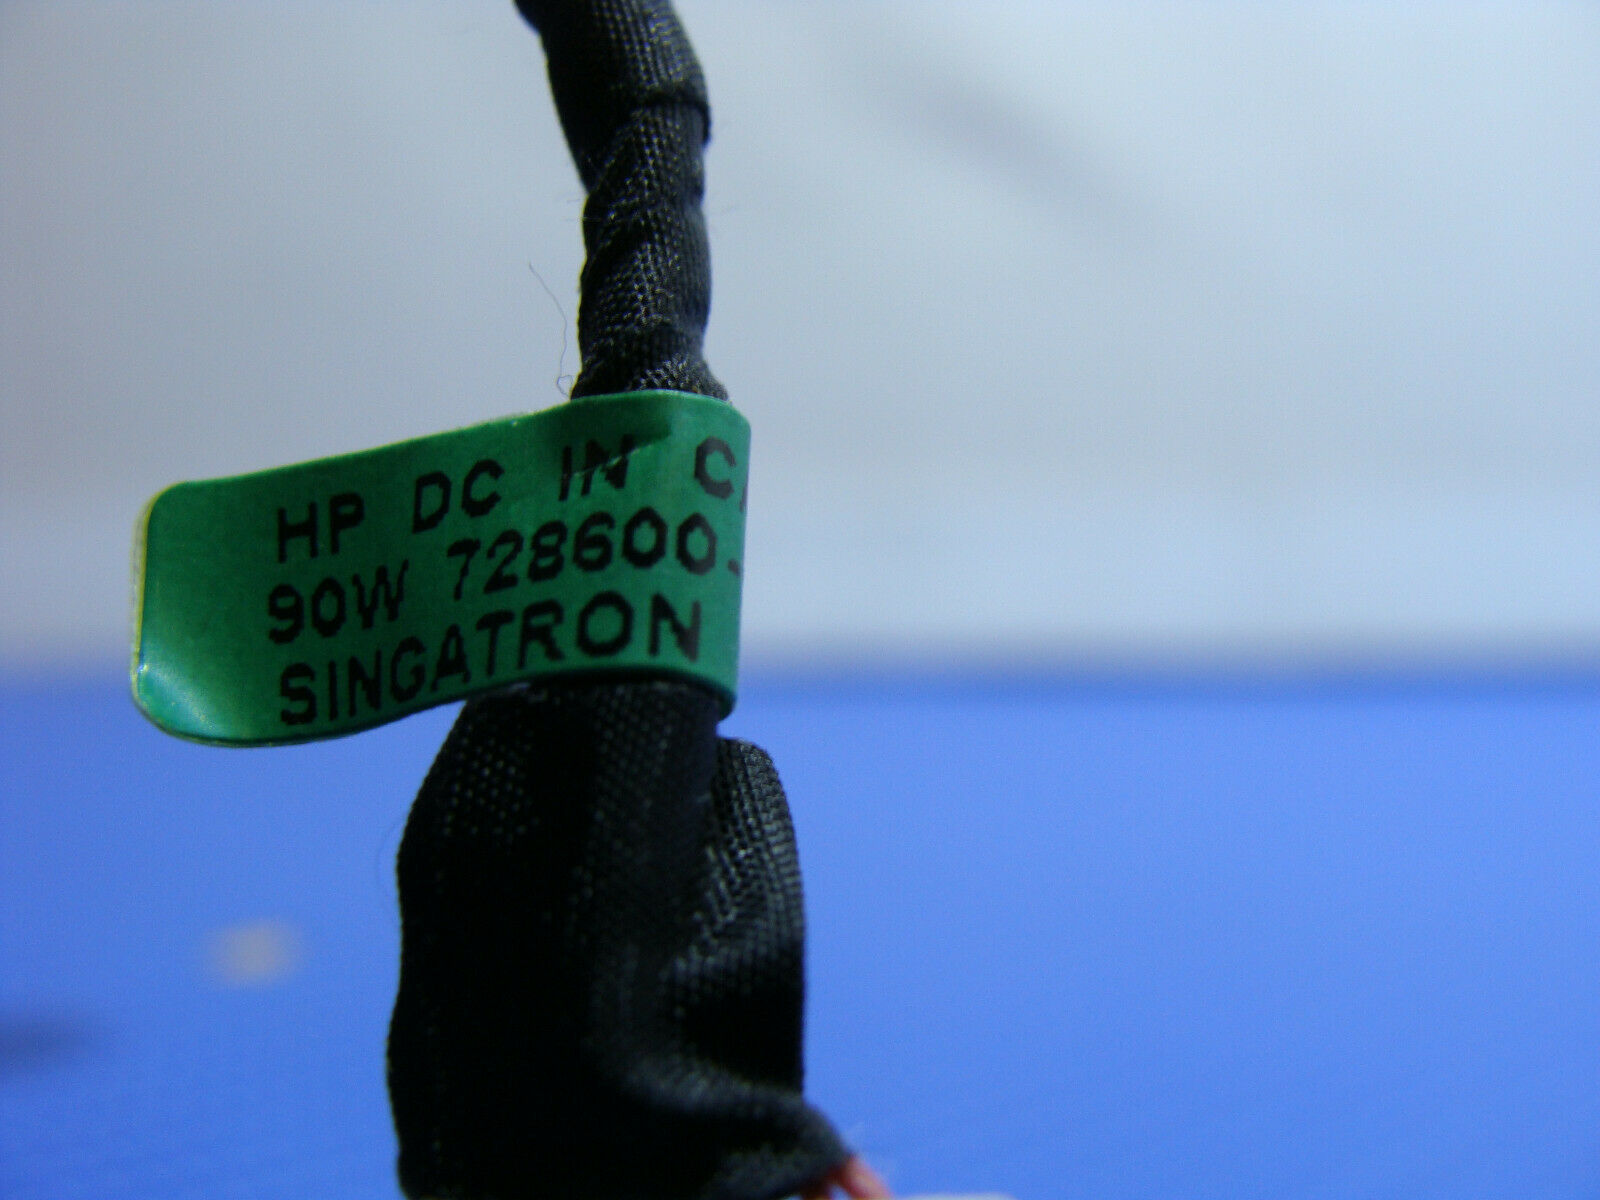 HP DC IN
90W 728600-
SINGATRON